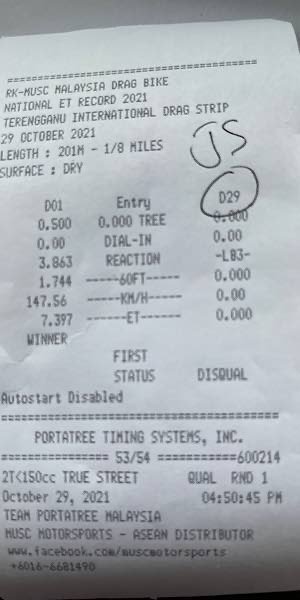 ========================================
RK-MUSC MALAYSIA DRAG BIKE
NATIONAL ET RECORD 2021
TERENGGANU INTERNATIONAL DRAG STRIP
29 OCTOBER 2021
LENGTH : 201M - 1/8 MILES
SURFACE : DRY
JS
D01 Entry D29
0.500 0.000 TREE 0.000
0.00 DIAL-IN 0.00
3.863 REACTION -LB3-
1.744 -----60FT----- 0.000
147.56 -----KM/H----- 0.00
7.397 ------ET------ 0.000
WINNER
FIRST
STATUS DISQUAL
Autostart Disabled
========================================
PORTATREE TIMING SYSTEMS, INC.
================ 53/54 ===========600214
2T<150cc TRUE STREET QUAL RND 1
October 29, 2021 04:50:45 PM
TEAM PORTATREE MALAYSIA
MUSC MOTORSPORTS - ASEAN DISTRIBUTOR
www.facebook.com/muscmotorsports
+6016-6681490